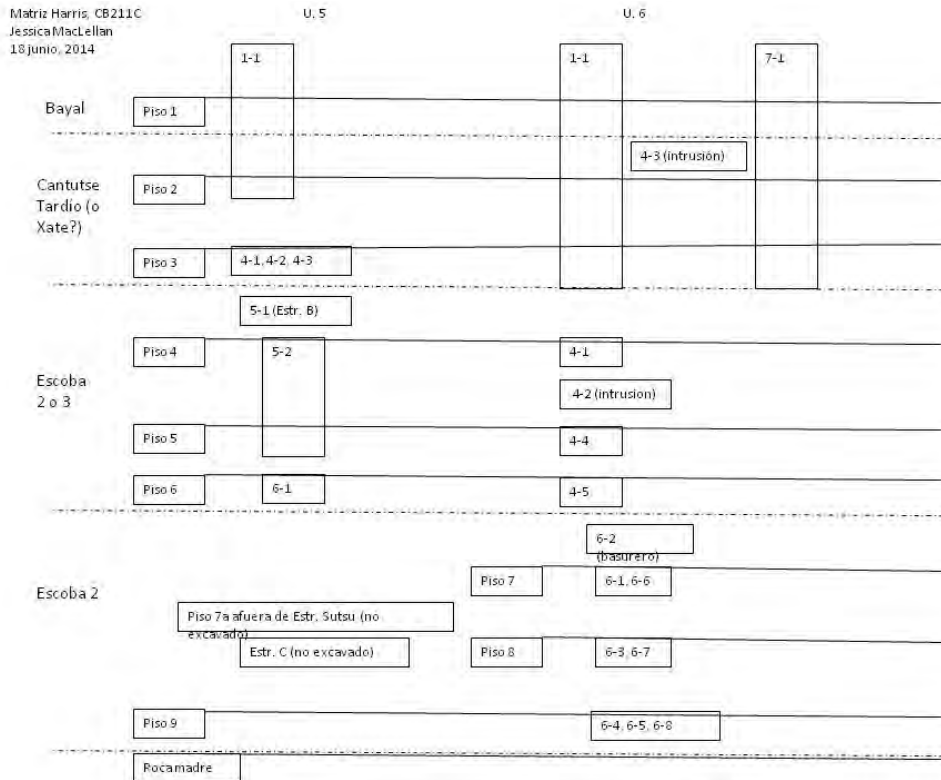 Matriz Harris, CB211C
Jessica MacLellan
18 junio, 2014
U. 5
U. 6
1-1
1-1
7-1
Bayal
Piso 1
4-3 (intrusión)
Cantutse
Tardio (o
Xate?)
Piso 2
Piso 3
4-1, 4-2, 4-3
5-1 (Estr. B)
Piso 4
5-2
4-1
Escoba
2 o 3
4-2 (intrusion)
Piso 5
4-4
Piso 6
6-1
4-5
6-2
(basurero)
Escoba 2
Piso 7
6-1, 6-6
Piso 7a afuera de Estr. Sutsu (no
excavado)
Estr. C (no excavado)
Piso 8
6-3, 6-7
Piso 9
6-4, 6-5, 6-8
Roca madre